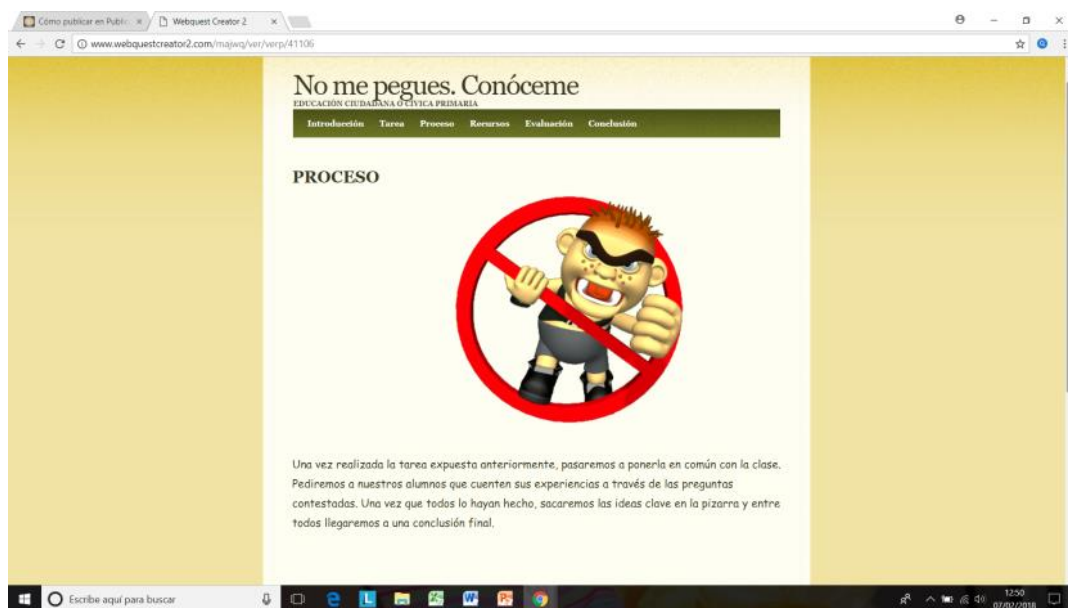 Cómo publicar en Public
Webquest Creator 2
www.webquestcreator2.com/majwq/ver/verp/41106
No me pegues. Conóceme
EDUCACIÓN CIUDADANA O CÍVICA PRIMARIA
Introducción Tarea Proceso Recursos Evaluación Conclusión
PROCESO
Una vez realizada la tarea expuesta anteriormente, pasaremos a ponerla en común con la clase.
Pediremos a nuestros alumnos que cuenten sus experiencias a través de las preguntas
contestadas. Una vez que todos lo hayan hecho, sacaremos las ideas clave en la pizarra y entre
todos llegaremos a una conclusión final.
Escribe aquí para buscar
12:50
07/02/2018